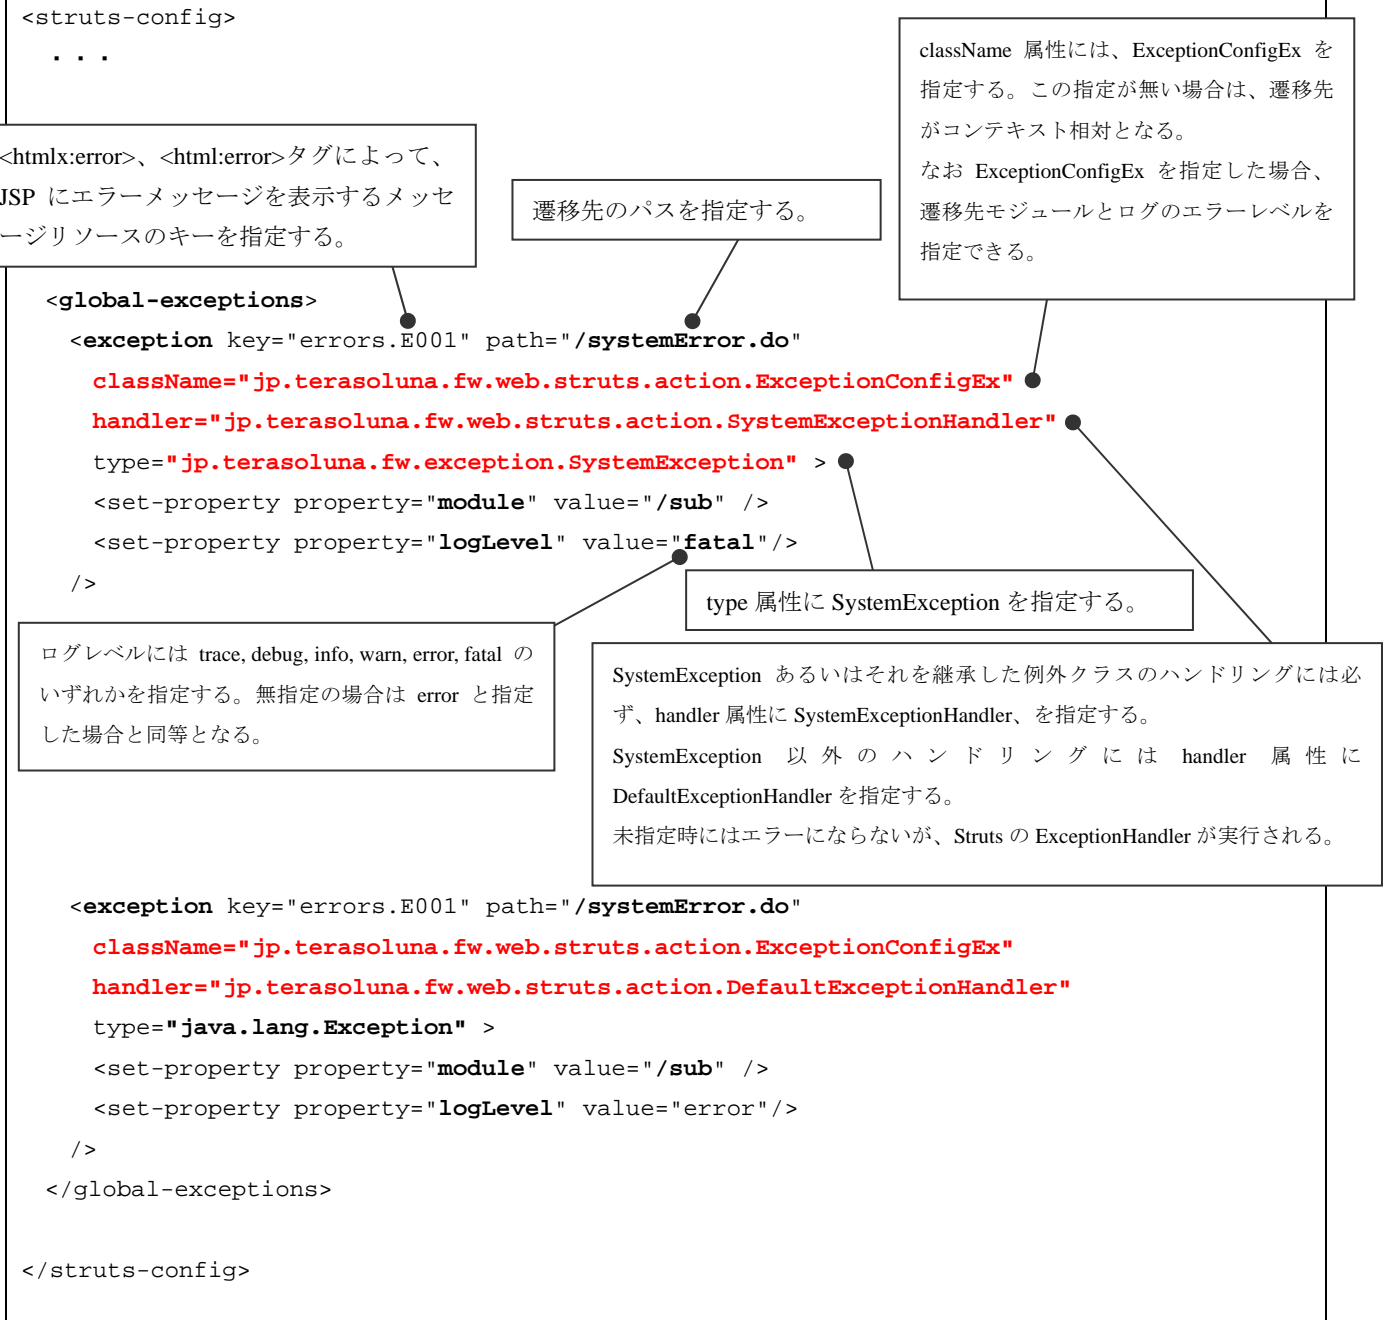 <struts-config>
・・・
className 属性には、ExceptionConfigEx を
指定する。この指定が無い場合は、遷移先
がコンテキスト相対となる。
なお ExceptionConfigEx を指定した場合、
遷移先モジュールとログのエラーレベルを
指定できる。
<htmlx:error>、<html:error>タグによって、
JSP にエラーメッセージを表示するメッセ
ージリソースのキーを指定する。
遷移先のパスを指定する。
<global-exceptions>
<exception key="errors.E001" path="/systemError.do"
className="jp.terasoluna.fw.web.struts.action.ExceptionConfigEx"
handler="jp.terasoluna.fw.web.struts.action.SystemExceptionHandler"
type="jp.terasoluna.fw.exception.SystemException" >
<set-property property="module" value="/sub" />
<set-property property="logLevel" value="fatal"/>
/>
type 属性に SystemException を指定する。
ログレベルには trace, debug, info, warn, error, fatal の
いずれかを指定する。無指定の場合は error と指定
した場合と同等となる。
SystemException あるいはそれを継承した例外クラスのハンドリングには必
ず、handler 属性に SystemExceptionHandler、を指定する。
SystemException 以外のハンドリングには handler 属性に
DefaultExceptionHandler を指定する。
未指定時にはエラーにならないが、Struts の ExceptionHandler が実行される。
<exception key="errors.E001" path="/systemError.do"
className="jp.terasoluna.fw.web.struts.action.ExceptionConfigEx"
handler="jp.terasoluna.fw.web.struts.action.DefaultExceptionHandler"
type="java.lang.Exception" >
<set-property property="module" value="/sub" />
<set-property property="logLevel" value="error"/>
/>
</global-exceptions>
</struts-config>